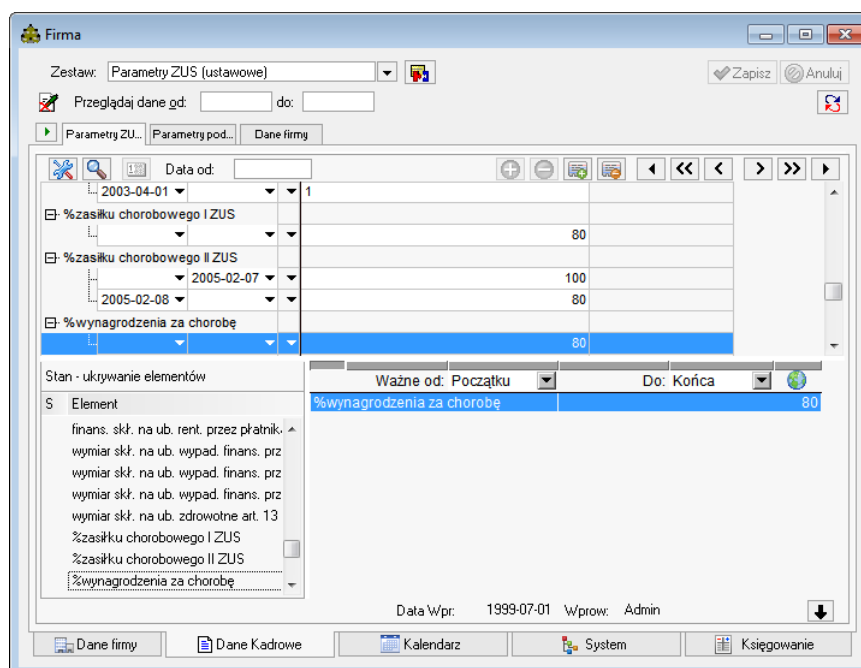 Firma
Zestaw: Parametry ZUS (ustawowe)
Zapisz Anuluj
Przeglądaj dane od: do:
Parametry ZU... Parametry pod... Dane firmy
Data od:
2003-04-01 1
%zasiłku chorobowego I ZUS
80
%zasiłku chorobowego II ZUS
2005-02-07 100
2005-02-08 80
%wynagrodzenia za chorobę
80
Stan - ukrywanie elementów
Ważne od: Początku Do: Końca
S Element
%wynagrodzenia za chorobę 80
finans. skł. na ub. rent. przez płatnik
wymiar skł. na ub. wypad. finans. prz
wymiar skł. na ub. wypad. finans. prz
wymiar skł. na ub. wypad. finans. prz
wymiar skł. na ub. zdrowotne art. 13
%zasiłku chorobowego I ZUS
%zasiłku chorobowego II ZUS
%wynagrodzenia za chorobę
Data Wpr: 1999-07-01 Wprow: Admin
Dane firmy Dane Kadrowe Kalendarz System Księgowanie